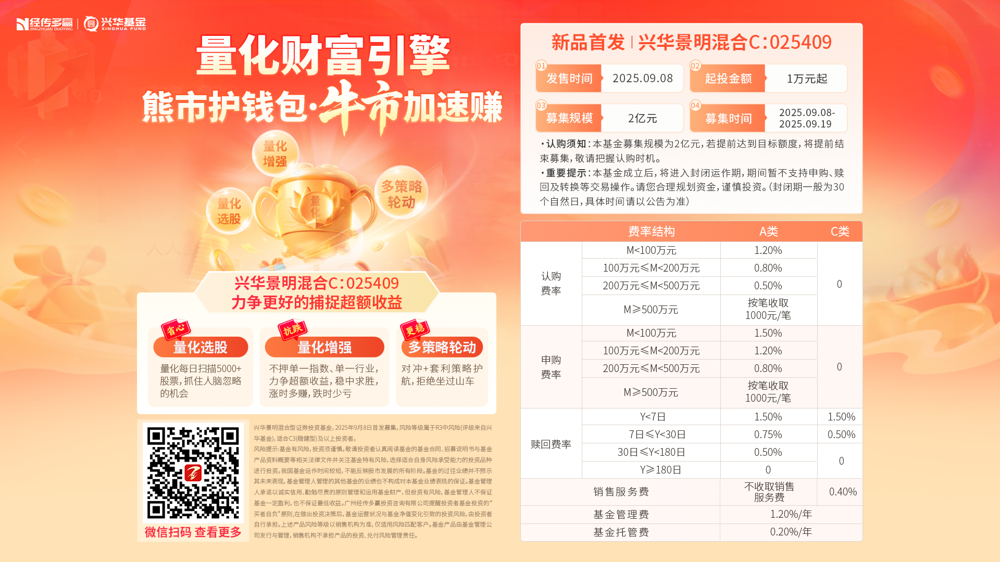 经传多赢 JINGZHUAN DUOYING | 兴华基金 XINGHUA FUND
量化财富引擎
熊市护钱包·牛市加速赚
量化
增强
量化
选股
多策略
轮动
量
化
兴华景明混合C：025409
力争更好的捕捉超额收益
省心
量化选股
量化每日扫描5000+
股票，抓住人脑忽略
的机会
抗跌
量化增强
不押单一指数、单一行业，
力争超额收益，稳中求胜，
涨时多赚，跌时少亏
更稳
多策略轮动
对冲+套利策略护
航，拒绝坐过山车
微信扫码 查看更多
兴华景明混合型证券投资基金，2025年9月8日首发募集，风险等级属于R3中风险(评级来自兴
华基金)，适合C3(稳健型)及以上投资者。
风险提示:基金有风险，投资须谨慎。敬请投资者认真阅读基金的基金合同、招募说明书与基金
产品资料概要等相关法律文件并关注基金特有风险，选择适合自身风险承受能力的投资品种
进行投资。我国基金运作时间较短，不能反映股市发展的所有阶段。基金的过往业绩并不预示
其未来表现，基金管理人管理的其他基金的业绩也不构成对本基金业绩表现的保证。基金管理
人承诺以诚实信用、勤勉尽责的原则管理和运用基金财产，但投资有风险，基金管理人不保证
基金一定盈利，也不保证最低收益。广州经传多赢投资咨询有限公司提醒投资者基金投资的“
买者自负”原则,在做出投资决策后，基金运营状况与基金净值变化引致的投资风险，由投资者
自行承担。上述产品风险等级以销售机构为准，仅适用风险匹配客户。基金产品由基金管理公
司发行与管理，销售机构不承担产品的投资、兑付风险管理责任。
新品首发 | 兴华景明混合C：025409
01
发售时间
2025.09.08
02
起投金额
1万元起
03
募集规模
2亿元
04
募集时间
2025.09.08-
2025.09.19
·认购须知：本基金募集规模为2亿元，若提前达到目标额度，将提前结
束募集，敬请把握认购时机。
·重要提示：本基金成立后，将进入封闭运作期，期间暂不支持申购、赎
回及转换等交易操作。请您合理规划资金，谨慎投资。（封闭期一般为30
个自然日，具体时间请以公告为准）
费率结构 A类 C类
认购
费率
M<100万元 1.20%
100万元≤M<200万元 0.80%
200万元≤M<500万元 0.50%
0
M≥500万元
按笔收取
1000元/笔
申购
费率
M<100万元 1.50%
100万元≤M<200万元 1.20%
200万元≤M<500万元 0.80%
0
M≥500万元
按笔收取
1000元/笔
赎回费率
Y<7日 1.50% 1.50%
7日≤Y<30日 0.75% 0.50%
30日≤Y<180日 0.50%
0
Y≥180日 0
销售服务费
不收取销售
服务费
0.40%
基金管理费 1.20%/年
基金托管费 0.20%/年